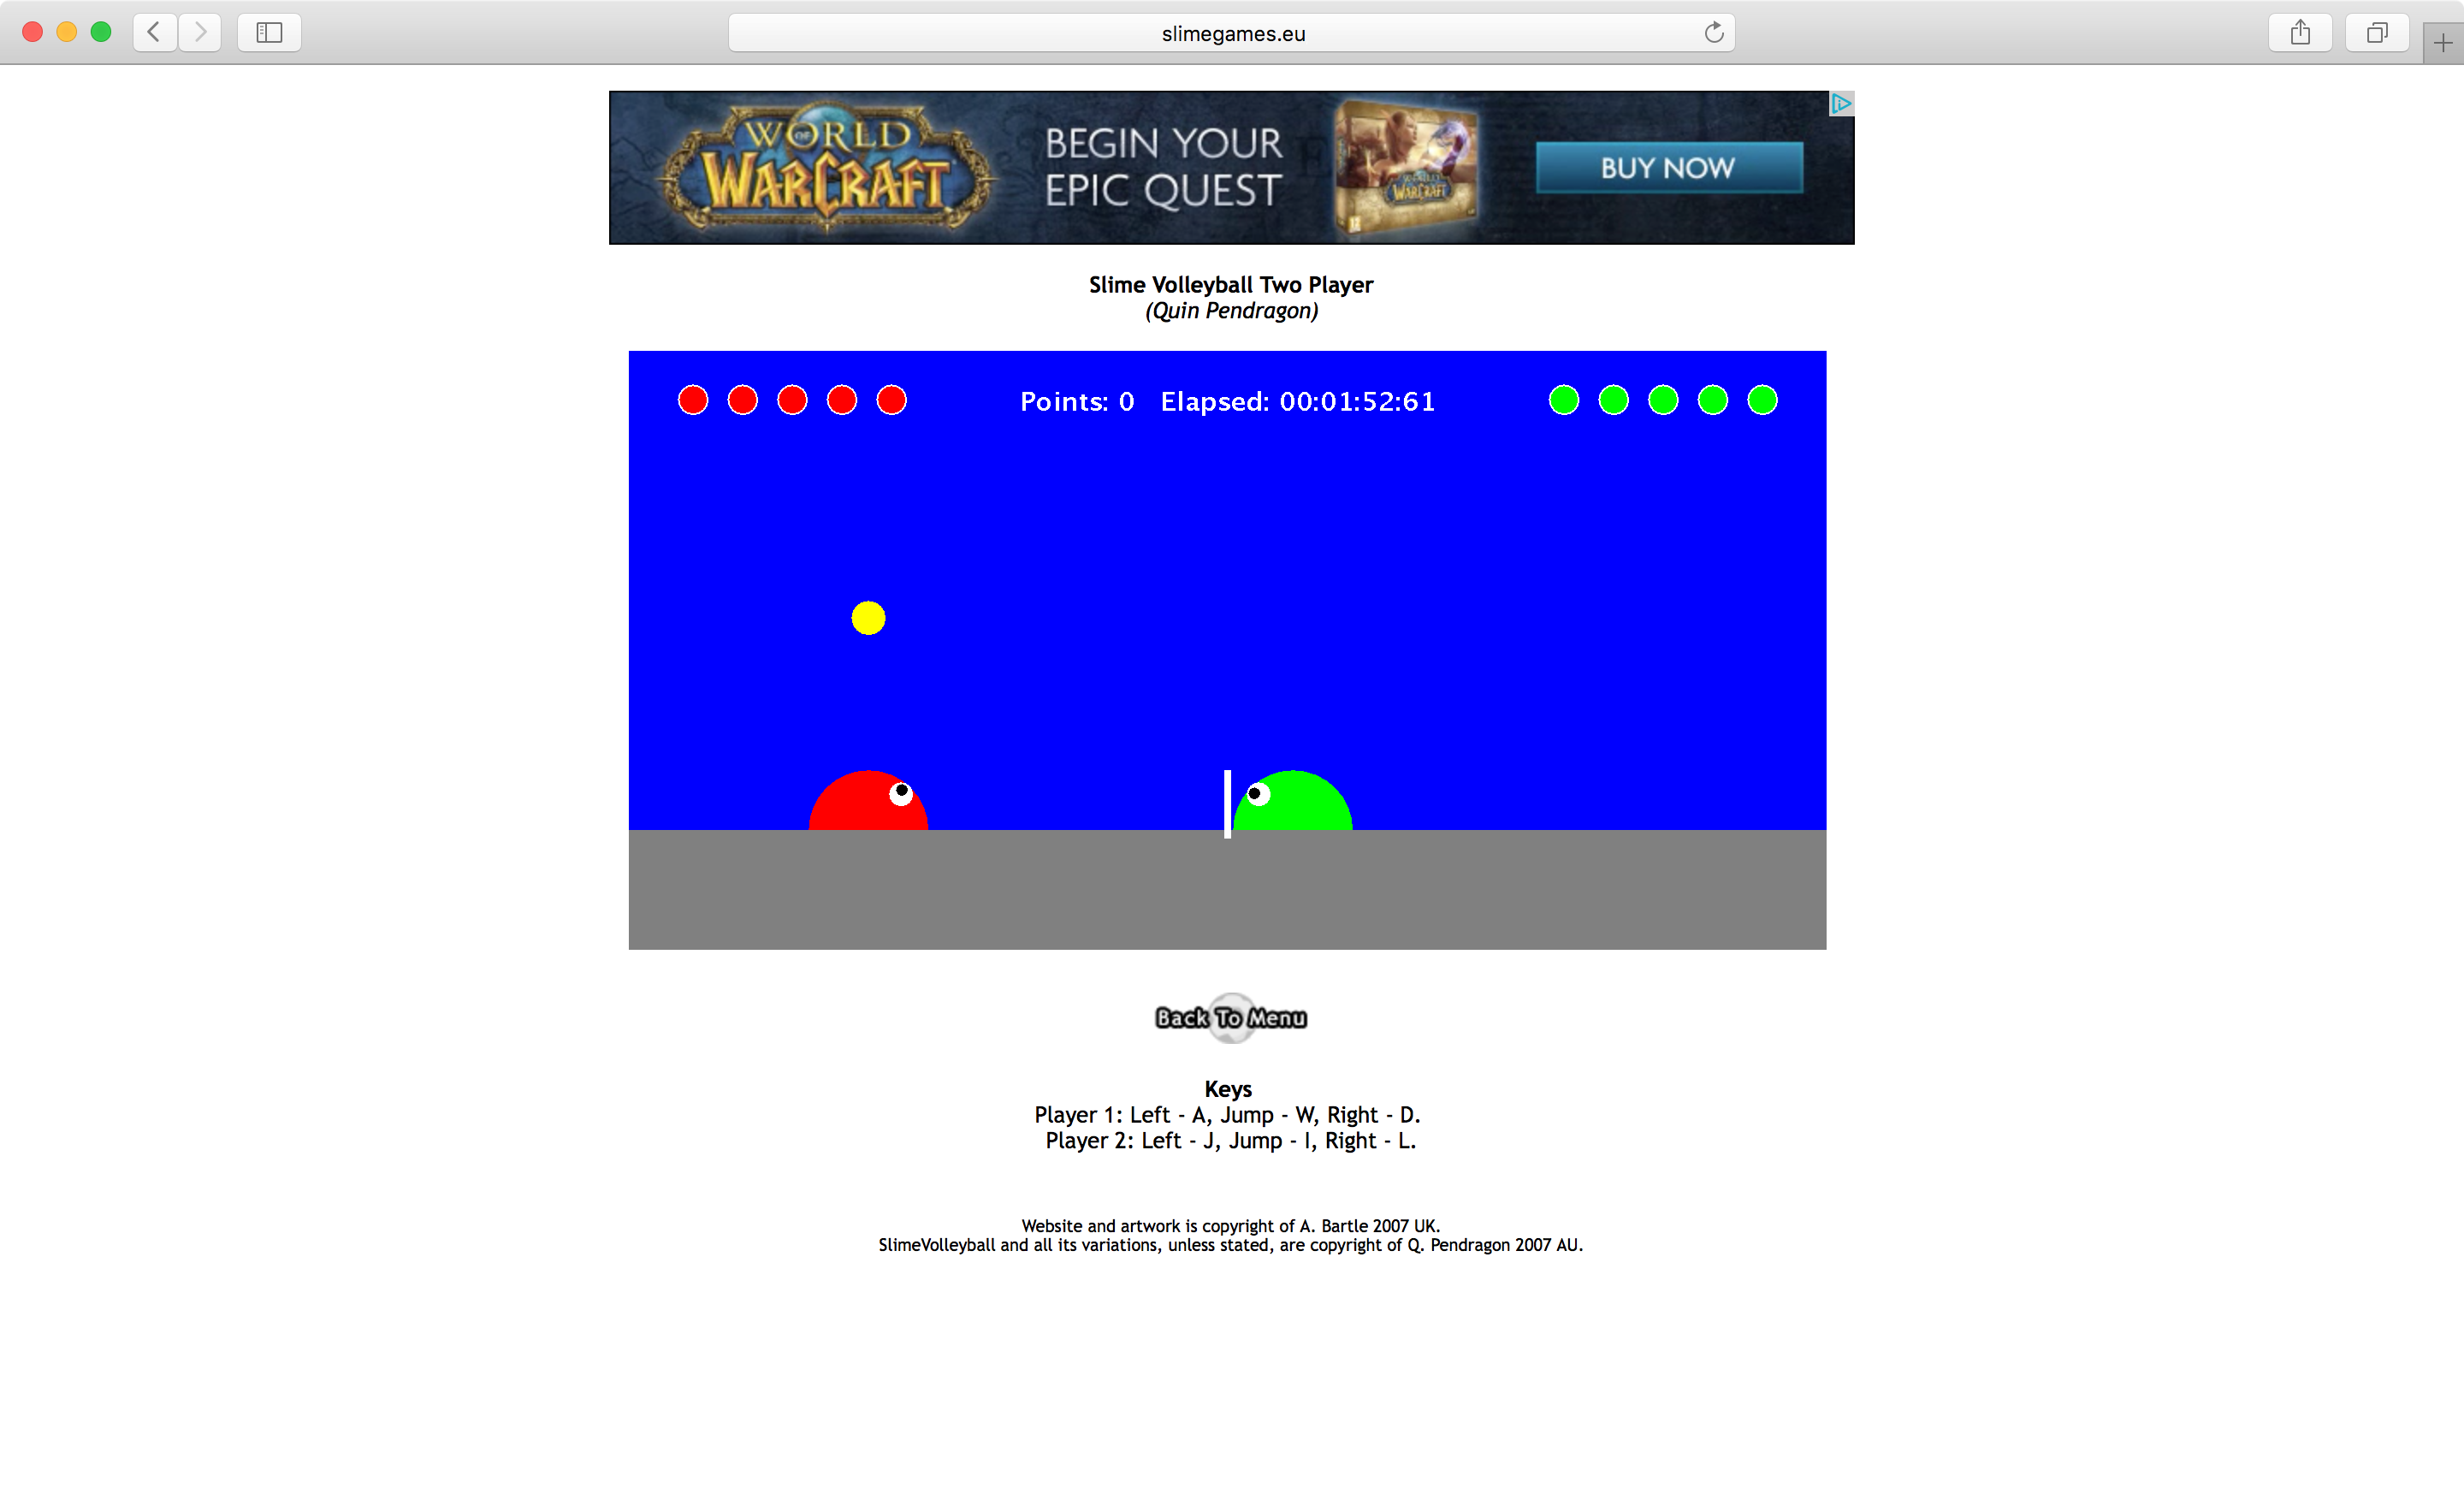 slimegames.eu
WORLD
OF
WARCRAFT
BEGIN YOUR
EPIC QUEST
WARCRAFT
BUY NOW
Slime Volleyball Two Player
(Quin Pendragon)
Points: 0 Elapsed: 00:01:52:61
Back To Menu
Keys
Player 1: Left - A, Jump - W, Right - D.
Player 2: Left - J, Jump - I, Right - L.
Website and artwork is copyright of A. Bartle 2007 UK.
SlimeVolleyball and all its variations, unless stated, are copyright of Q. Pendragon 2007 AU.